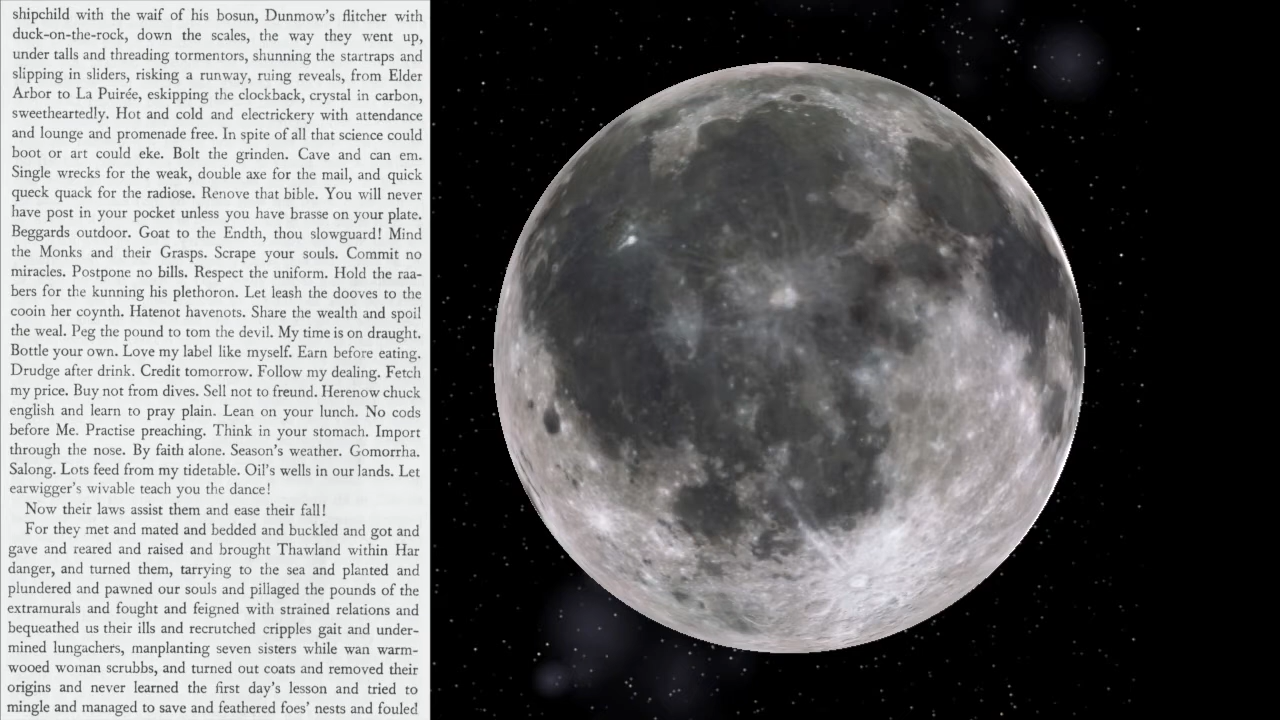 shipchild with the waif of his bosun, Dunmow's flitcher with
duck-on-the-rock, down the scales, the way they went up,
under talls and threading tormentors, shunning the startraps and
slipping in sliders, risking a runway, ruing reveals, from Elder
Arbor to La Puirée, eskipping the clockback, crystal in carbon,
sweetheartedly. Hot and cold and electrickery with attendance
and lounge and promenade free. In spite of all that science could
boot or art could eke. Bolt the grinden. Cave and can em.
Single wrecks for the weak, double axe for the mail, and quick
queck quack for the radiose. Renove that bible. You will never
have post in your pocket unless you have brasse on your plate.
Beggards outdoor. Goat to the Endth, thou slowguard! Mind
the Monks and their Grasps. Scrape your souls. Commit no
miracles. Postpone no bills. Respect the uniform. Hold the raa-
bers for the kunning his plethoron. Let leash the dooves to the
cooin her coynth. Hatenot havenots. Share the wealth and spoil
the weal. Peg the pound to tom the devil. My time is on draught.
Bottle your own. Love my label like myself. Earn before eating.
Drudge after drink. Credit tomorrow. Follow my dealing. Fetch
my price. Buy not from dives. Sell not to freund. Herenow chuck
english and learn to pray plain. Lean on your lunch. No cods
before Me. Practise preaching. Think in your stomach. Import
through the nose. By faith alone. Season's weather. Gomorrha.
Salong. Lots feed from my tidetable. Oil's wells in our lands. Let
earwigger's wivable teach you the dance!
Now their laws assist them and ease their fall!
For they met and mated and bedded and buckled and got and
gave and reared and raised and brought Thawland within Har
danger, and turned them, tarrying to the sea and planted and
plundered and pawned our souls and pillaged the pounds of the
extramurals and fought and feigned with strained relations and
bequeathed us their ills and recrutched cripples gait and under-
mined lungachers, manplanting seven sisters while wan warm-
wooed woman scrubbs, and turned out coats and removed their
origins and never learned the first day's lesson and tried to
mingle and managed to save and feathered foes' nests and fouled